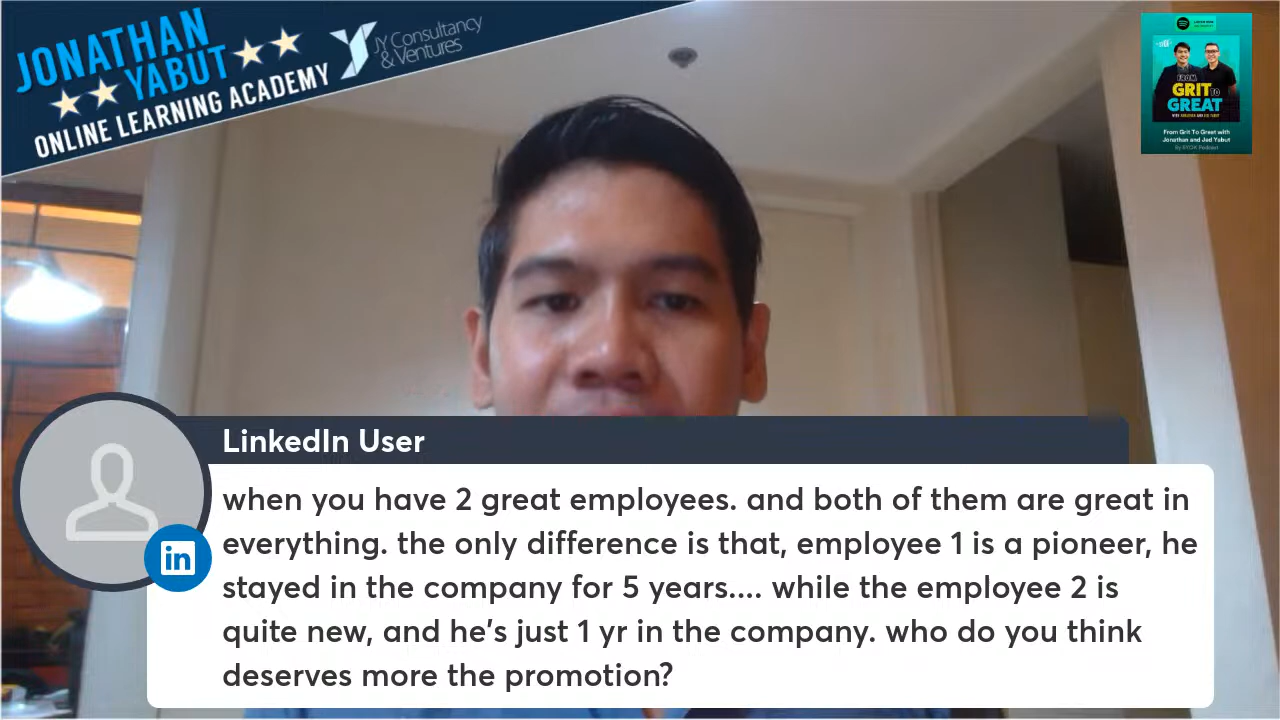 JONATHAN
YABUT
ONLINE LEARNING ACADEMY
JY Consultancy
& Ventures
FROM
GRIT TO
GREAT
From Grit To Great with
Jonathan and Jed Yabut
LinkedIn User
when you have 2 great employees. and both of them are great in
everything. the only difference is that, employee 1 is a pioneer, he
stayed in the company for 5 years.... while the employee 2 is
quite new, and he's just 1 yr in the company. who do you think
deserves more the promotion?
in